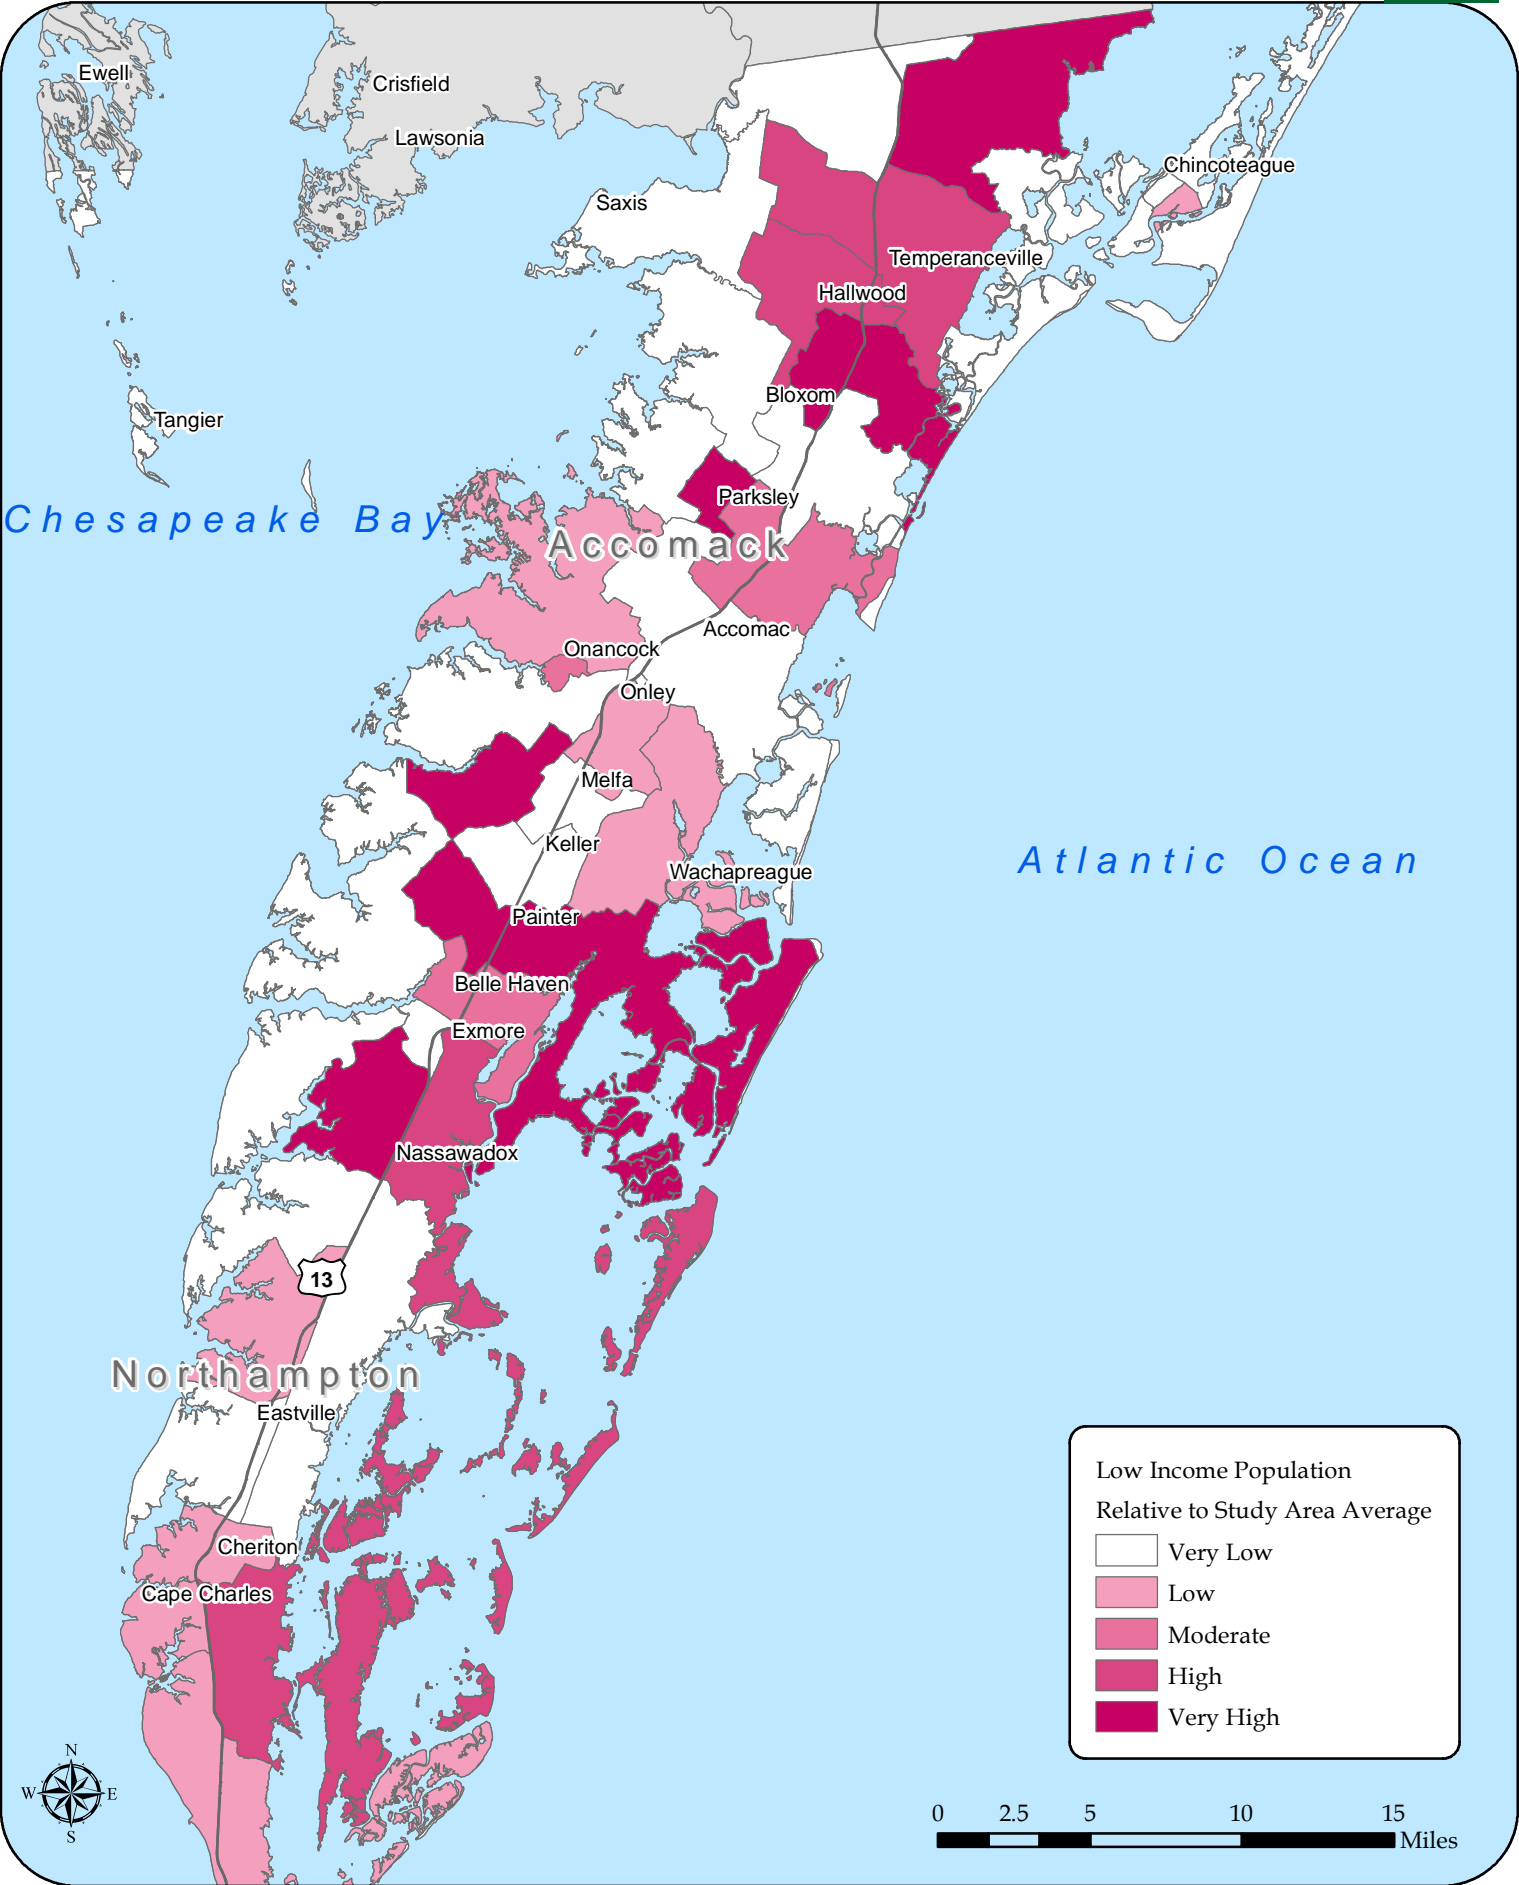 Ewell
Crisfield
Lawsonia
Chincoteague
Saxis
Temperanceville
Hallwood
Bloxom
Tangier
Parksley
Chesapeake Bay
Accomack
Accomac
Onancock
Onley
Melfa
Keller
Atlantic Ocean
Wachapreague
Painter
Belle Haven
Exmore
Nassawadox
13
Northampton
Eastville
Cheriton
Cape Charles
Low Income Population
Relative to Study Area Average
Very Low
Low
Moderate
High
Very High
N
W E
S
0 2.5 5 10 15
Miles